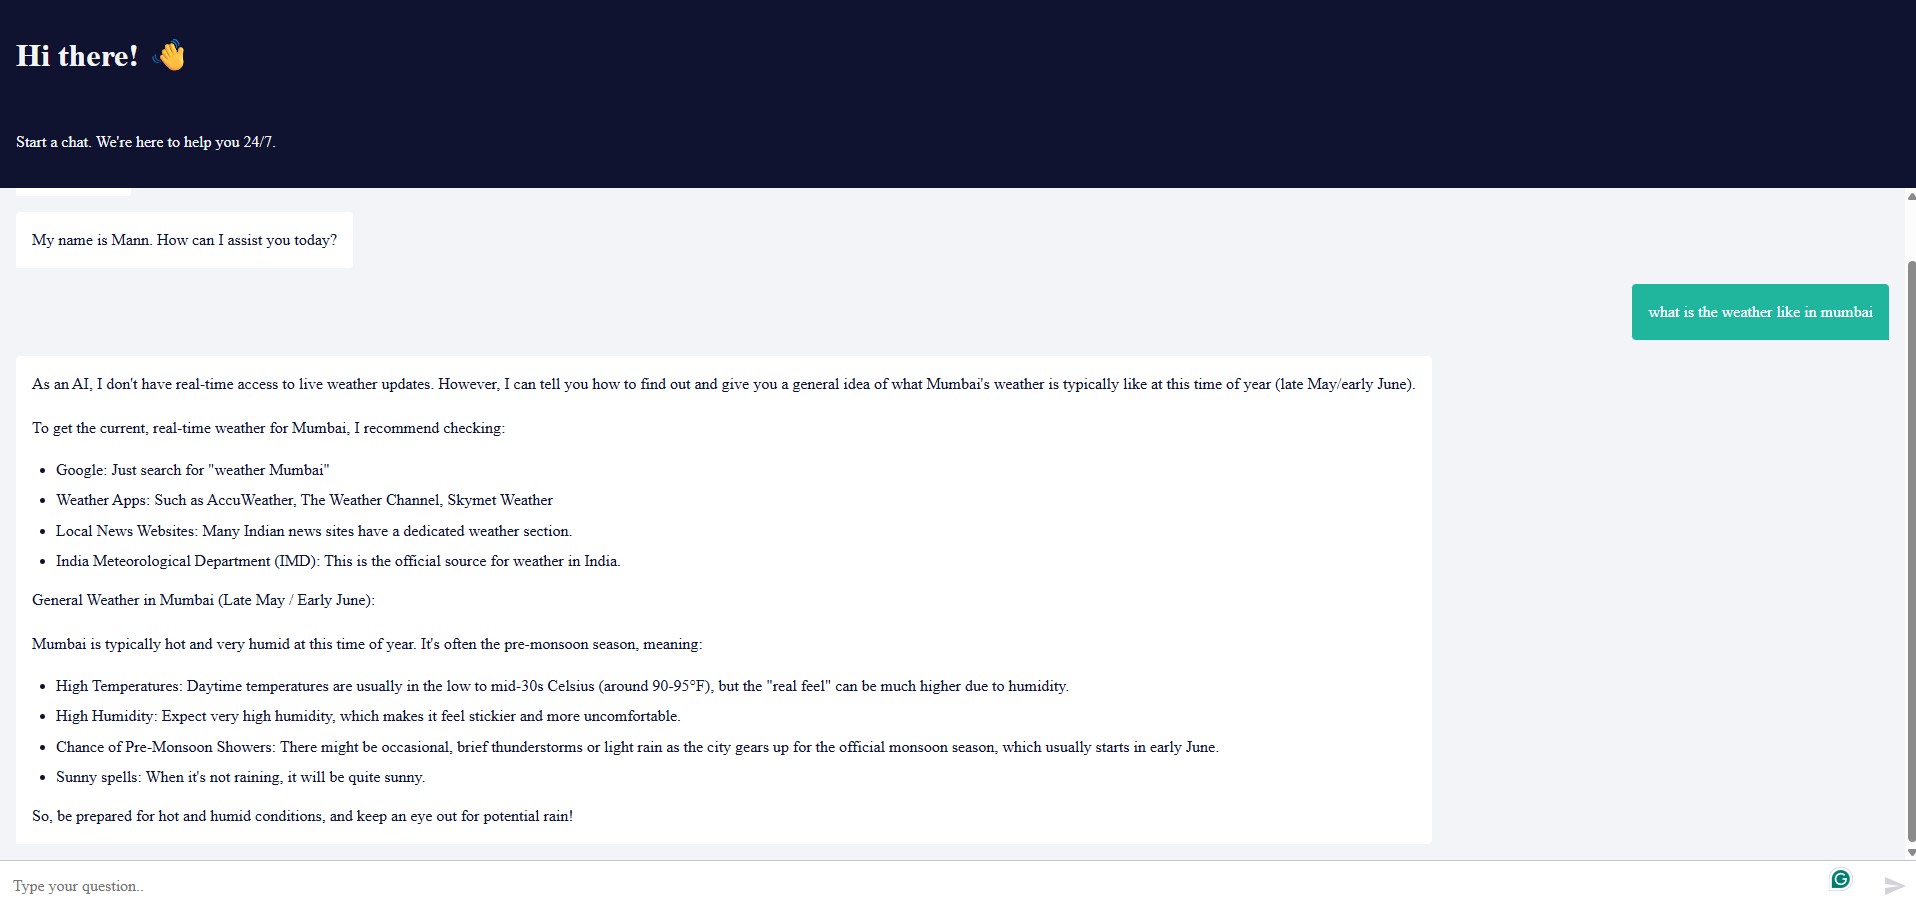 Hi there! 👋
Start a chat. We're here to help you 24/7.
My name is Mann. How can I assist you today?
what is the weather like in mumbai
As an AI, I don't have real-time access to live weather updates. However, I can tell you how to find out and give you a general idea of what Mumbai's weather is typically like at this time of year (late May/early June).
To get the current, real-time weather for Mumbai, I recommend checking:
• Google: Just search for "weather Mumbai"
• Weather Apps: Such as AccuWeather, The Weather Channel, Skymet Weather
• Local News Websites: Many Indian news sites have a dedicated weather section.
• India Meteorological Department (IMD): This is the official source for weather in India.
General Weather in Mumbai (Late May / Early June):
Mumbai is typically hot and very humid at this time of year. It's often the pre-monsoon season, meaning:
• High Temperatures: Daytime temperatures are usually in the low to mid-30s Celsius (around 90-95°F), but the "real feel" can be much higher due to humidity.
• High Humidity: Expect very high humidity, which makes it feel stickier and more uncomfortable.
• Chance of Pre-Monsoon Showers: There might be occasional, brief thunderstorms or light rain as the city gears up for the official monsoon season, which usually starts in early June.
• Sunny spells: When it's not raining, it will be quite sunny.
So, be prepared for hot and humid conditions, and keep an eye out for potential rain!
Type your question..